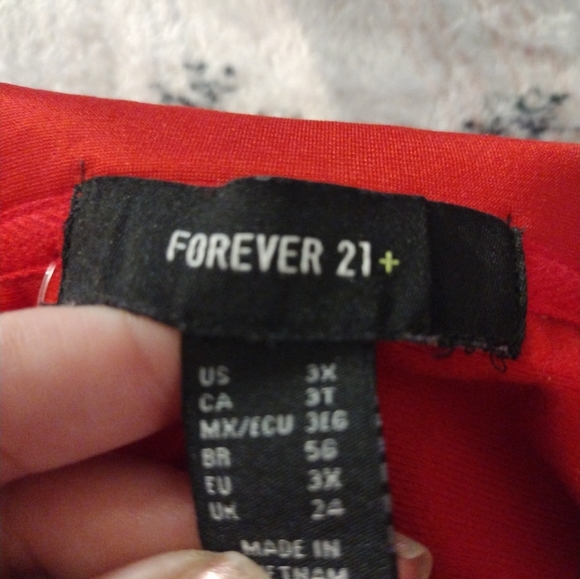 FOREVER 21+
US 3X
CA 3T
MX/ECU 3EG
BR 56
EU 3X
UK 24
MADE IN